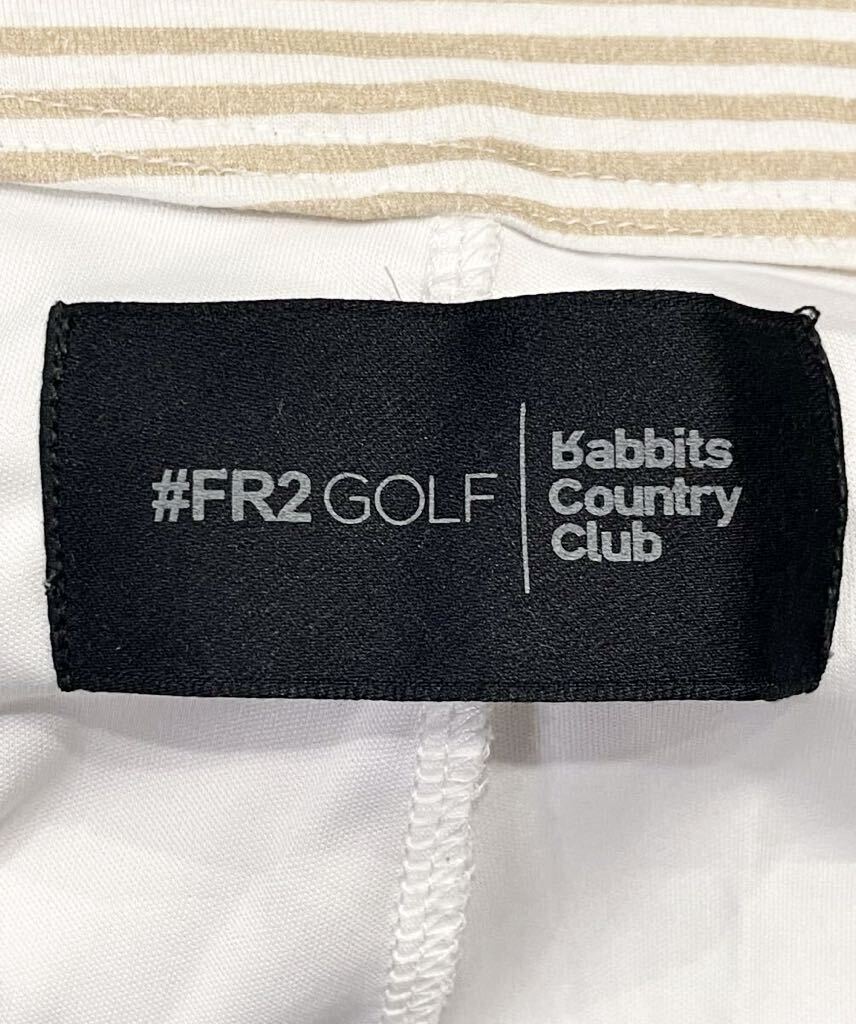 #FR2 GOLF
Rabbits
Country
Club